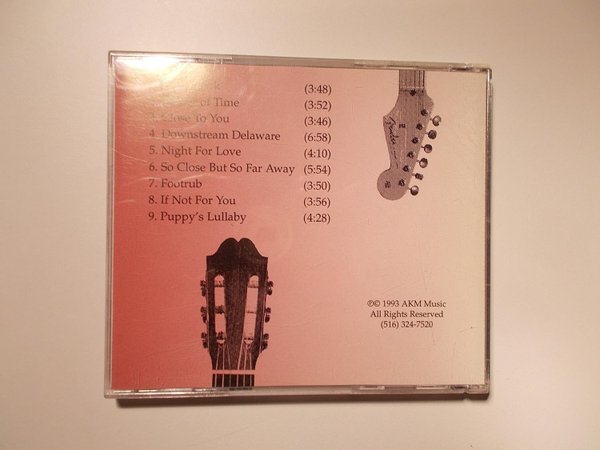 (3:48)
of Time (3:52)
3. Close To You (3:46)
4. Downstream Delaware (6:58)
5. Night For Love (4:10)
6. So Close But So Far Away (5:54)
7. Footrub (3:50)
8. If Not For You (3:56)
9. Puppy's Lullaby (4:28)
Fender
℗© 1993 AKM Music
All Rights Reserved
(516) 324-7520